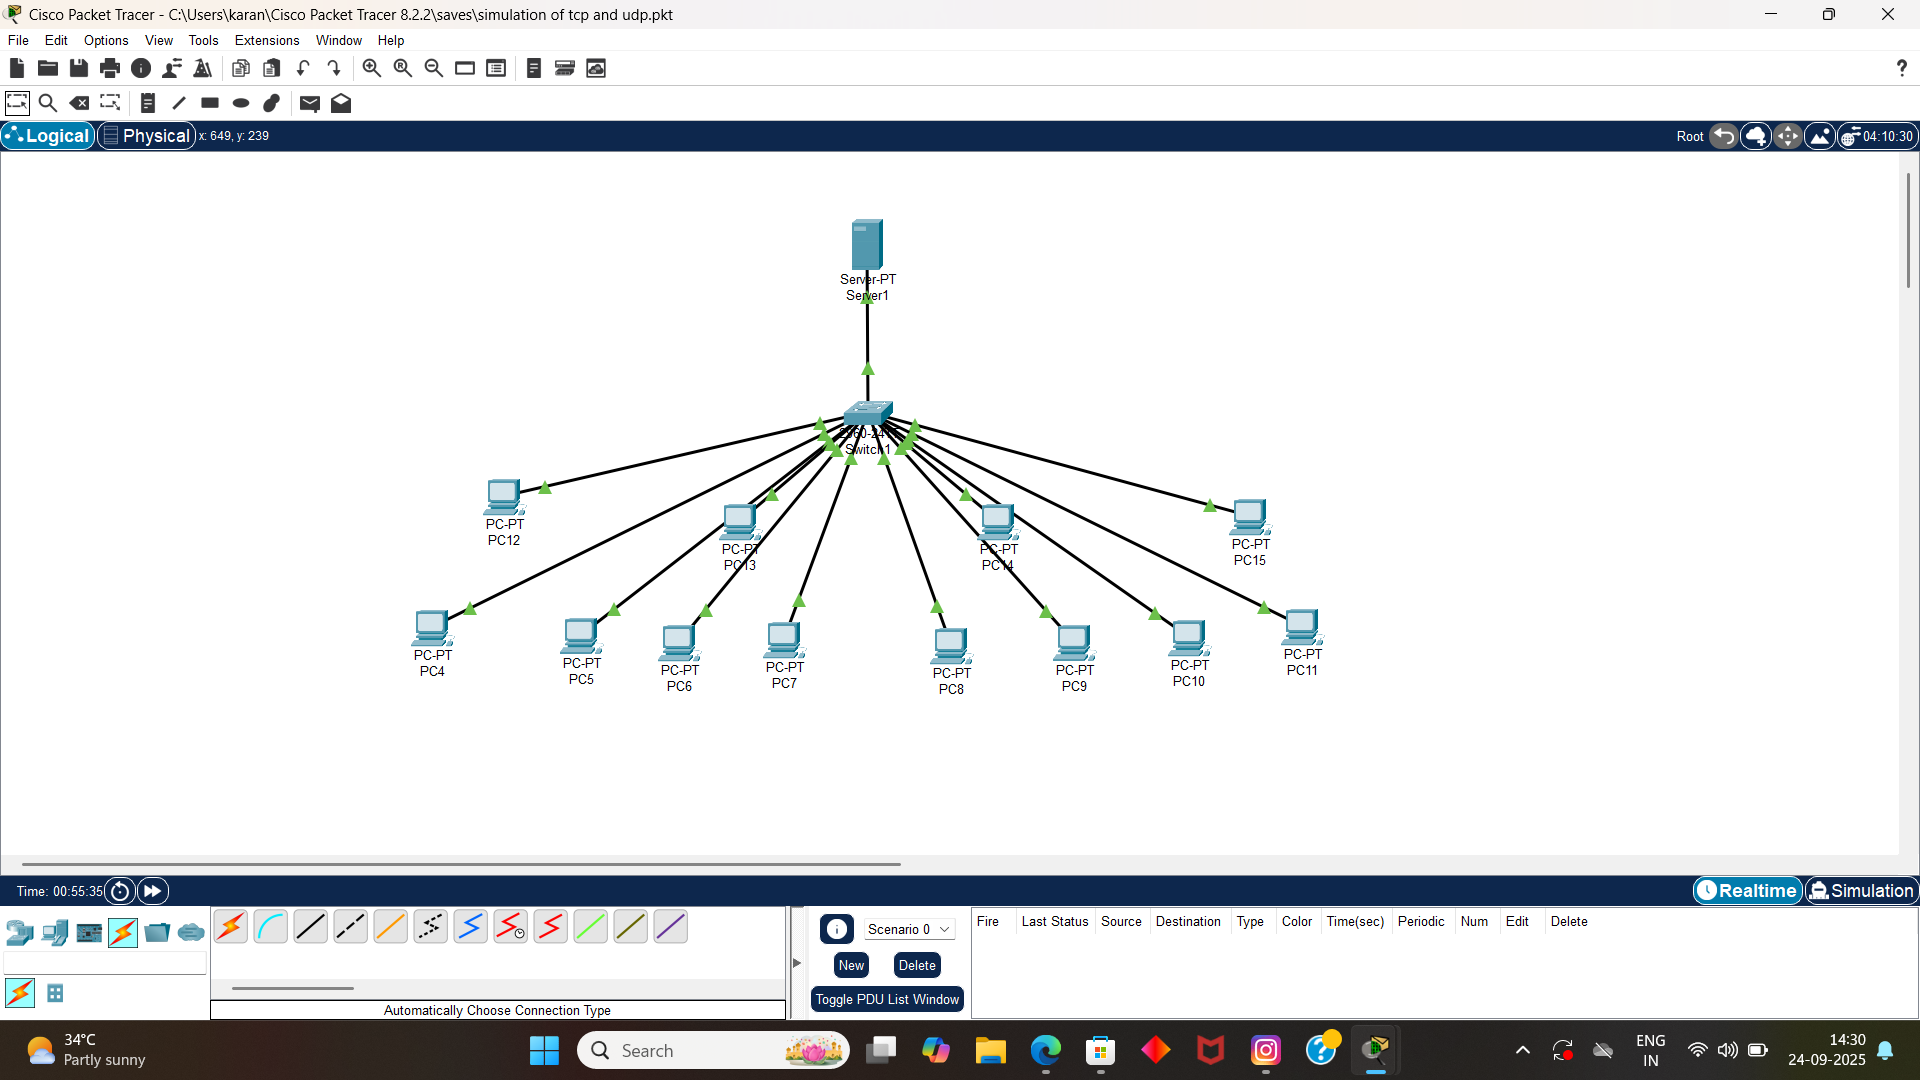 Cisco Packet Tracer - C:\Users\karan\Cisco Packet Tracer 8.2.2\saves\simulation of tcp and udp.pkt
File Edit Options View Tools Extensions Window Help
Logical Physical x: 649, y: 239 Root 04:10:30
Server-PT
Server1
Switch1
PC-PT
PC12
PC-PT
PC13
PC-PT
PC14
PC-PT
PC15
PC-PT
PC4
PC-PT
PC5
PC-PT
PC6
PC-PT
PC7
PC-PT
PC8
PC-PT
PC9
PC-PT
PC10
PC-PT
PC11
Time: 00:55:35 Realtime Simulation
Scenario 0
New Delete
Toggle PDU List Window
Fire Last Status Source Destination Type Color Time(sec) Periodic Num Edit Delete
Automatically Choose Connection Type
34°C
Partly sunny
Search
ENG
IN
14:30
24-09-2025